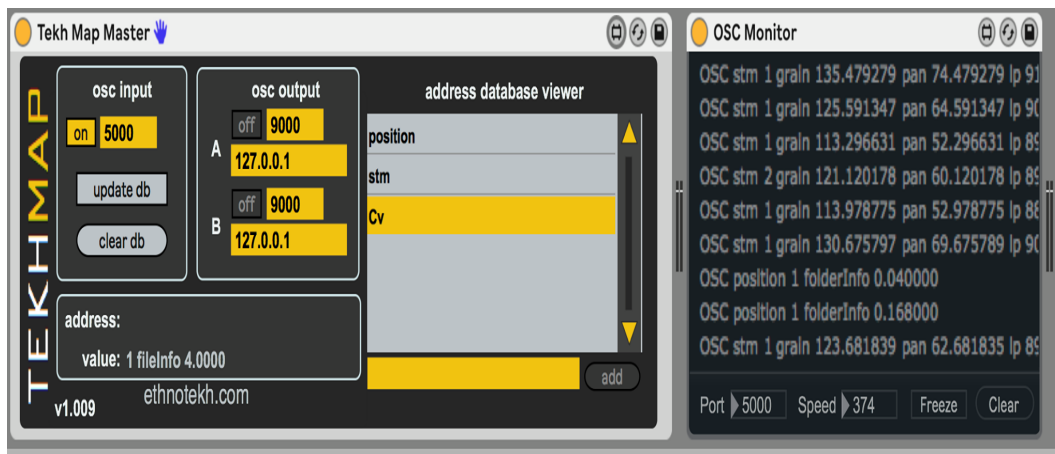 Tekh Map Master
TEKHMAP
osc input
on 5000
update db
clear db
osc output
A
off 9000
127.0.0.1
B
off 9000
127.0.0.1
address:
value: 1 fileInfo 4.0000
v1.009
ethnotekh.com
address database viewer
position
stm
Cv
add
OSC Monitor
OSC stm 1 grain 135.479279 pan 74.479279 lp 91
OSC stm 1 grain 125.591347 pan 64.591347 lp 90
OSC stm 1 grain 113.296631 pan 52.296631 lp 89
OSC stm 2 grain 121.120178 pan 60.120178 lp 89
OSC stm 1 grain 113.978775 pan 52.978775 lp 88
OSC stm 1 grain 130.675797 pan 69.675789 lp 90
OSC position 1 folderInfo 0.040000
OSC position 1 folderInfo 0.168000
OSC stm 1 grain 123.681839 pan 62.681835 lp 89
Port 5000 Speed 374 Freeze Clear